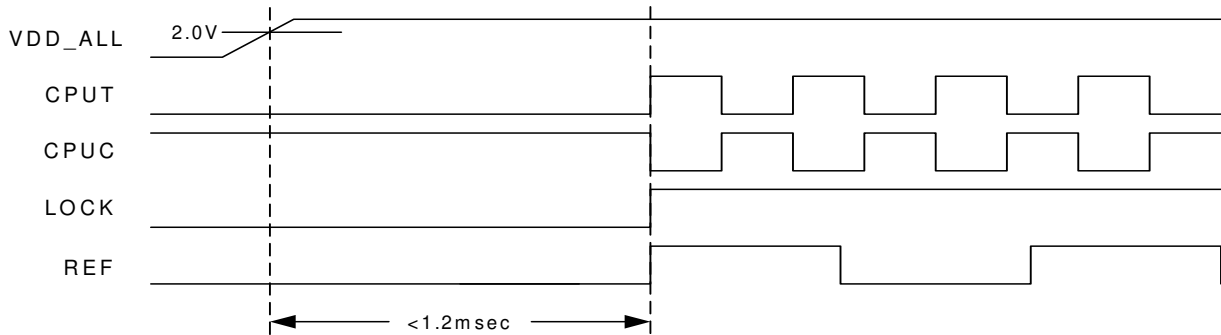 VDD_ALL
2.0V
CPUT
CPUC
LOCK
REF
<1.2msec